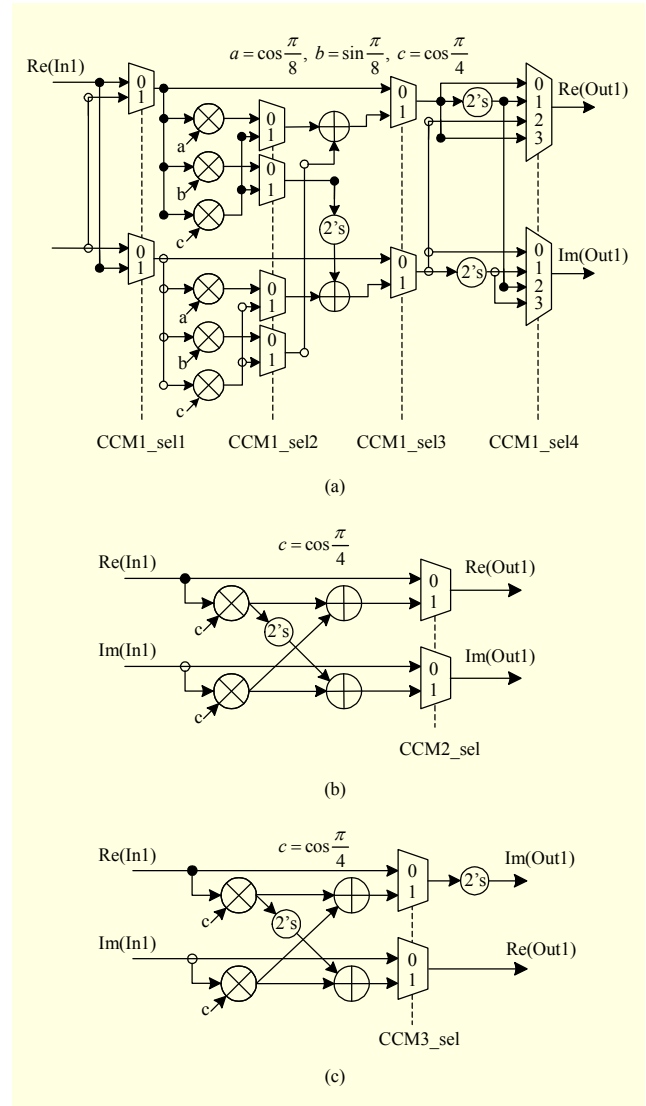 a = cos π/8, b = sin π/8, c = cos π/4
Re(In1)
0
1
a
b
c
0
1
0
1
2's
0
1
2's
0
1
2
3
Re(Out1)
0
1
a
b
c
0
1
0
1
0
1
2's
0
1
2
3
Im(Out1)
CCM1_sel1
CCM1_sel2
CCM1_sel3
CCM1_sel4
(a)
c = cos π/4
Re(In1)
c
2's
0
1
Re(Out1)
Im(In1)
c
0
1
Im(Out1)
CCM2_sel
(b)
c = cos π/4
Re(In1)
c
2's
0
1
2's
Im(Out1)
Im(In1)
c
0
1
Re(Out1)
CCM3_sel
(c)